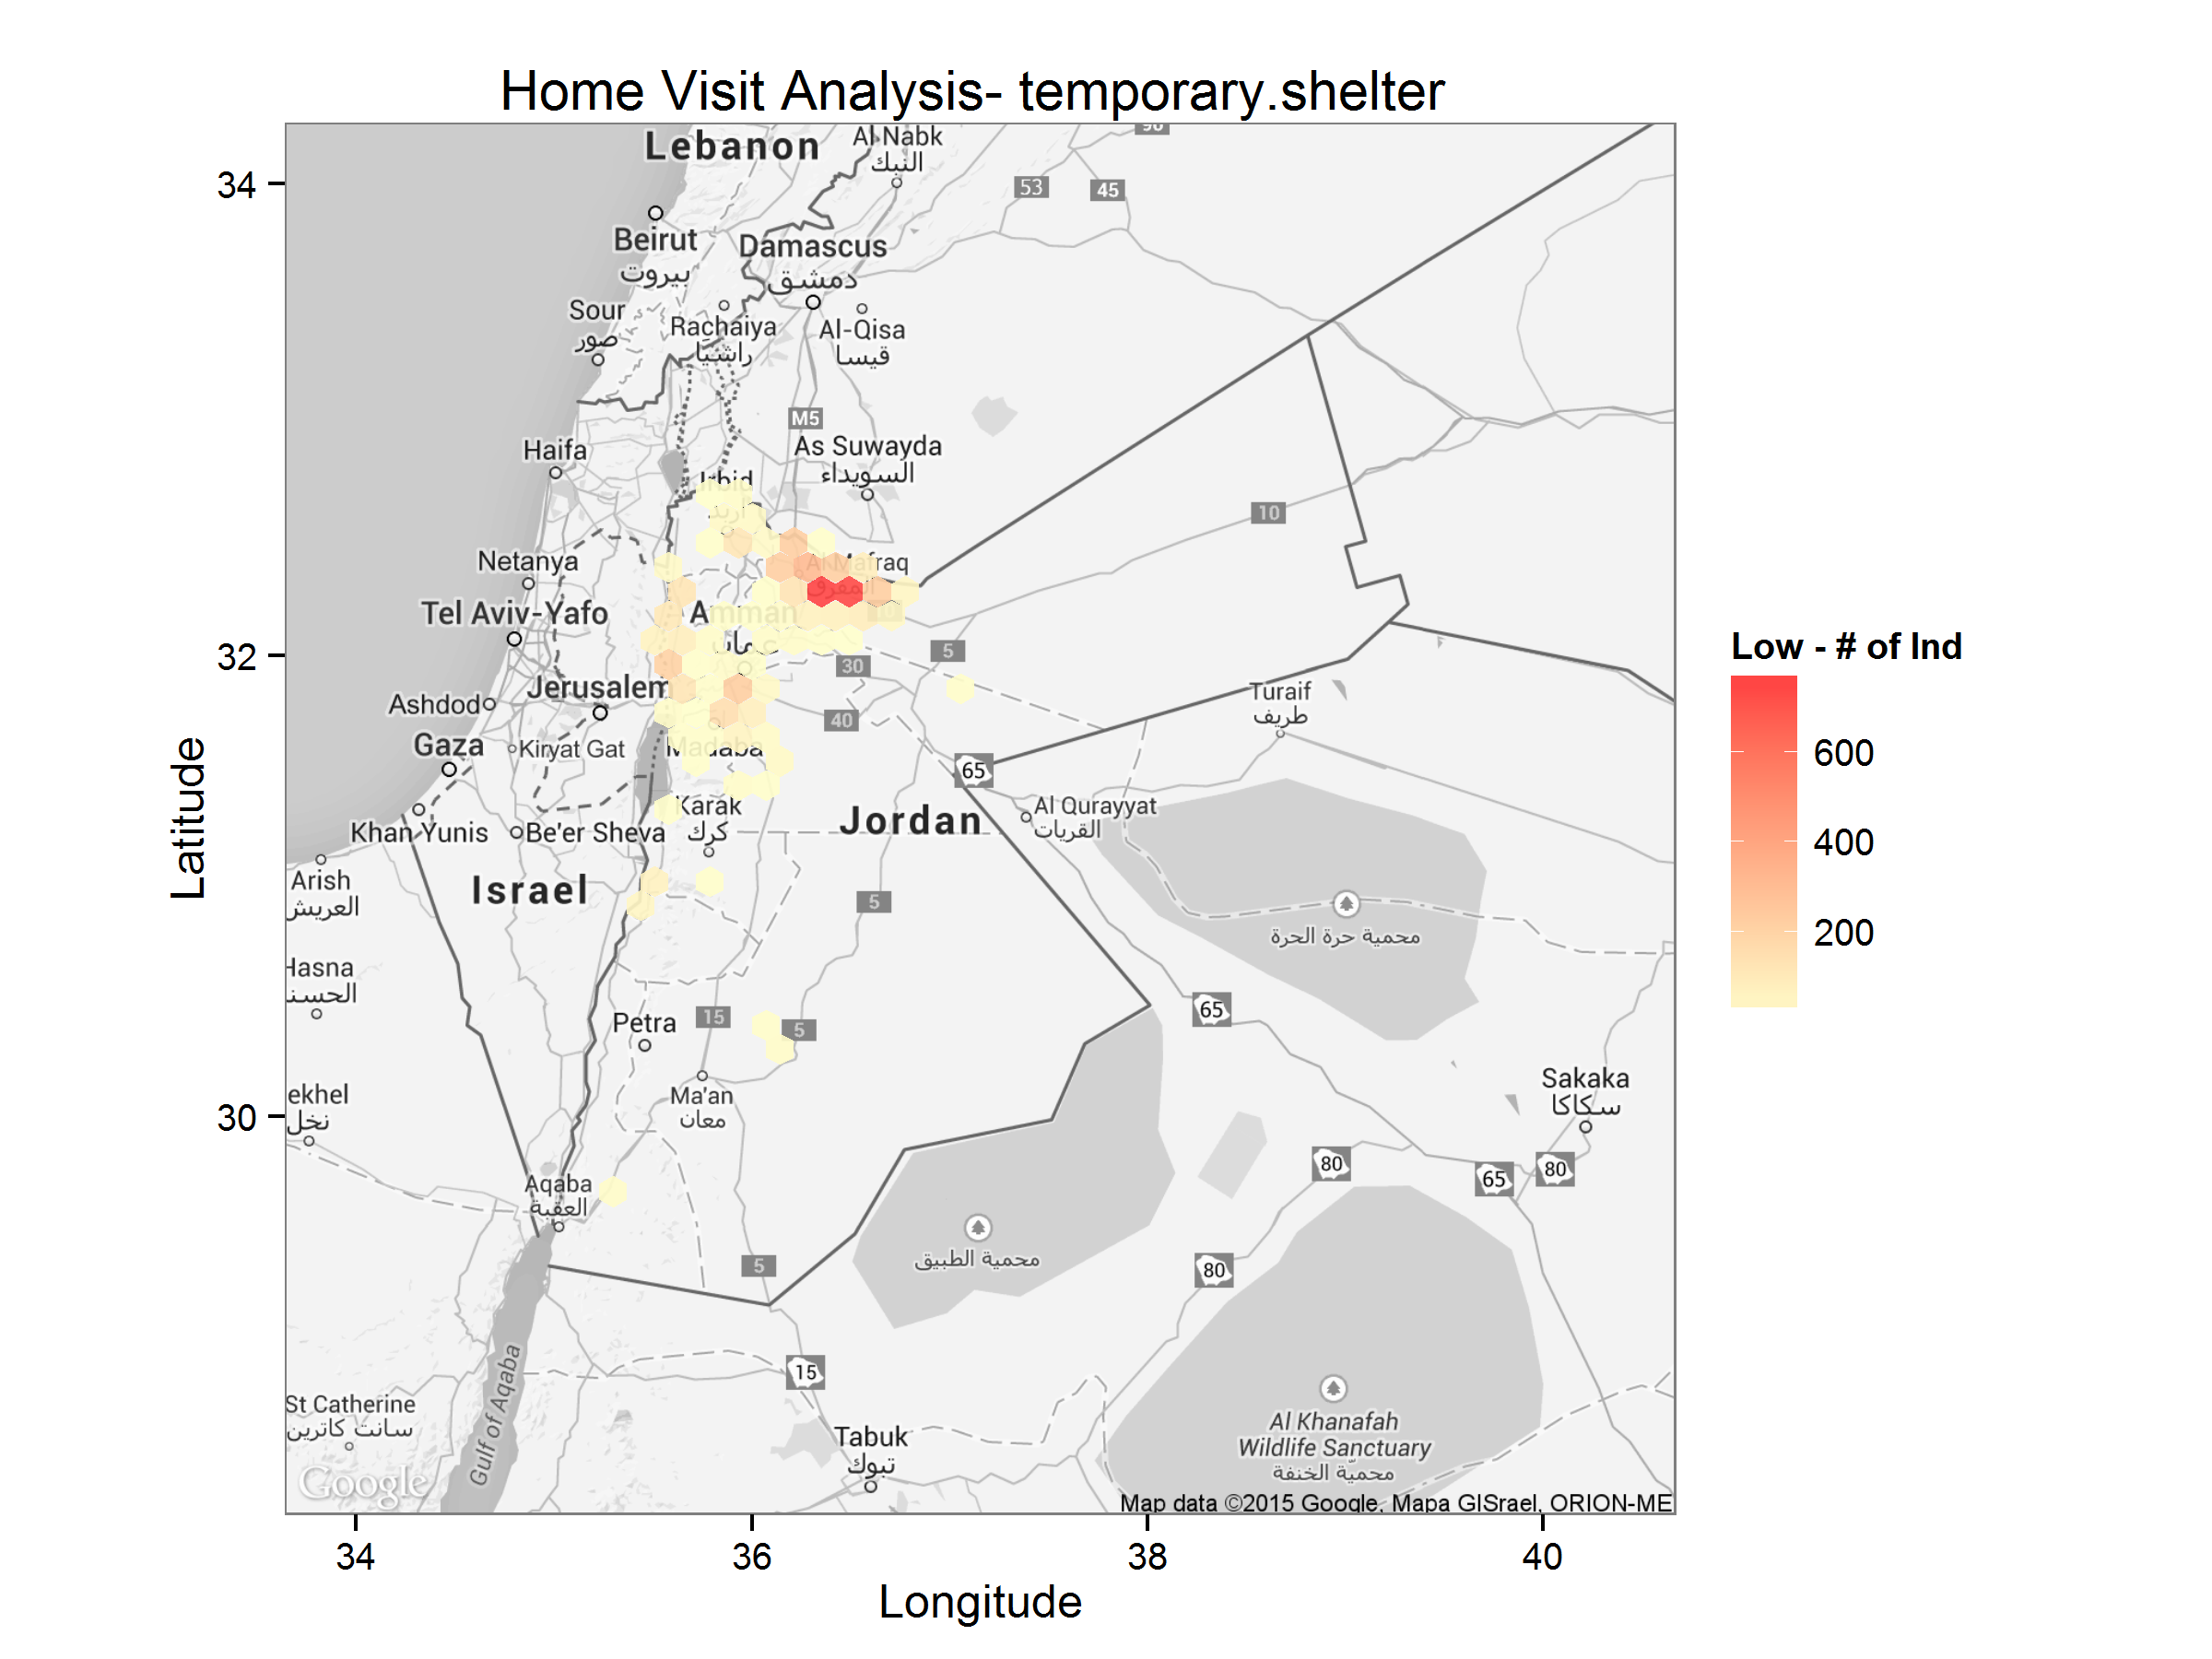 Home Visit Analysis- temporary.shelter
Lebanon
Al Nabk
النبك
90
53
45
Beirut
بيروت
Damascus
دمشق
Sour
صور
Rachaiya
راشيا
Al-Qisa
قيسا
M5
Haifa
As Suwayda
السويداء
Irbid
اربد
10
Netanya
Al Mafraq
المفرق
10
Tel Aviv-Yafo
Amman
عمان
5
30
Jerusalem
Ashdod
40
Turaif
طريف
Gaza
Kiryat Gat
Madaba
65
Khan Yunis
Be'er Sheva
Karak
كرك
Jordan
Al Qurayyat
القريات
Arish
العريش
Israel
5
محمية حرة الحرة
Hasna
Petra
15
5
65
ekhel
نخل
Ma'an
معان
Sakaka
سكاكا
80
65
80
Aqaba
العقبة
5
محمية الطبيق
80
15
St Catherine
سانت كاترين
Gulf of Aqaba
Tabuk
تبوك
Al Khanafah
Wildlife Sanctuary
محمية الخنفة
Google
Map data ©2015 Google, Mapa GISrael, ORION-ME
34
32
30
Latitude
34
36
38
40
Longitude
Low - # of Ind
600
400
200